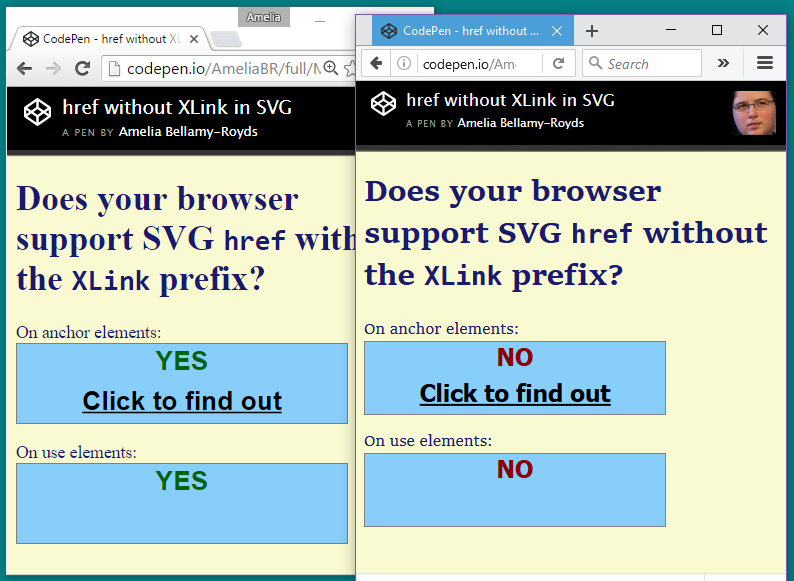 Amelia
CodePen - href without XL
codepen.io/AmeliaBR/full/
href without XLink in SVG
A PEN BY Amelia Bellamy-Royds
Does your browser
support SVG href with
the XLink prefix?
On anchor elements:
YES
Click to find out
On use elements:
YES
CodePen - href without ...
codepen.io/Am
Search
href without XLink in SVG
A PEN BY Amelia Bellamy-Royds
Does your browser
support SVG href without
the XLink prefix?
On anchor elements:
NO
Click to find out
On use elements:
NO